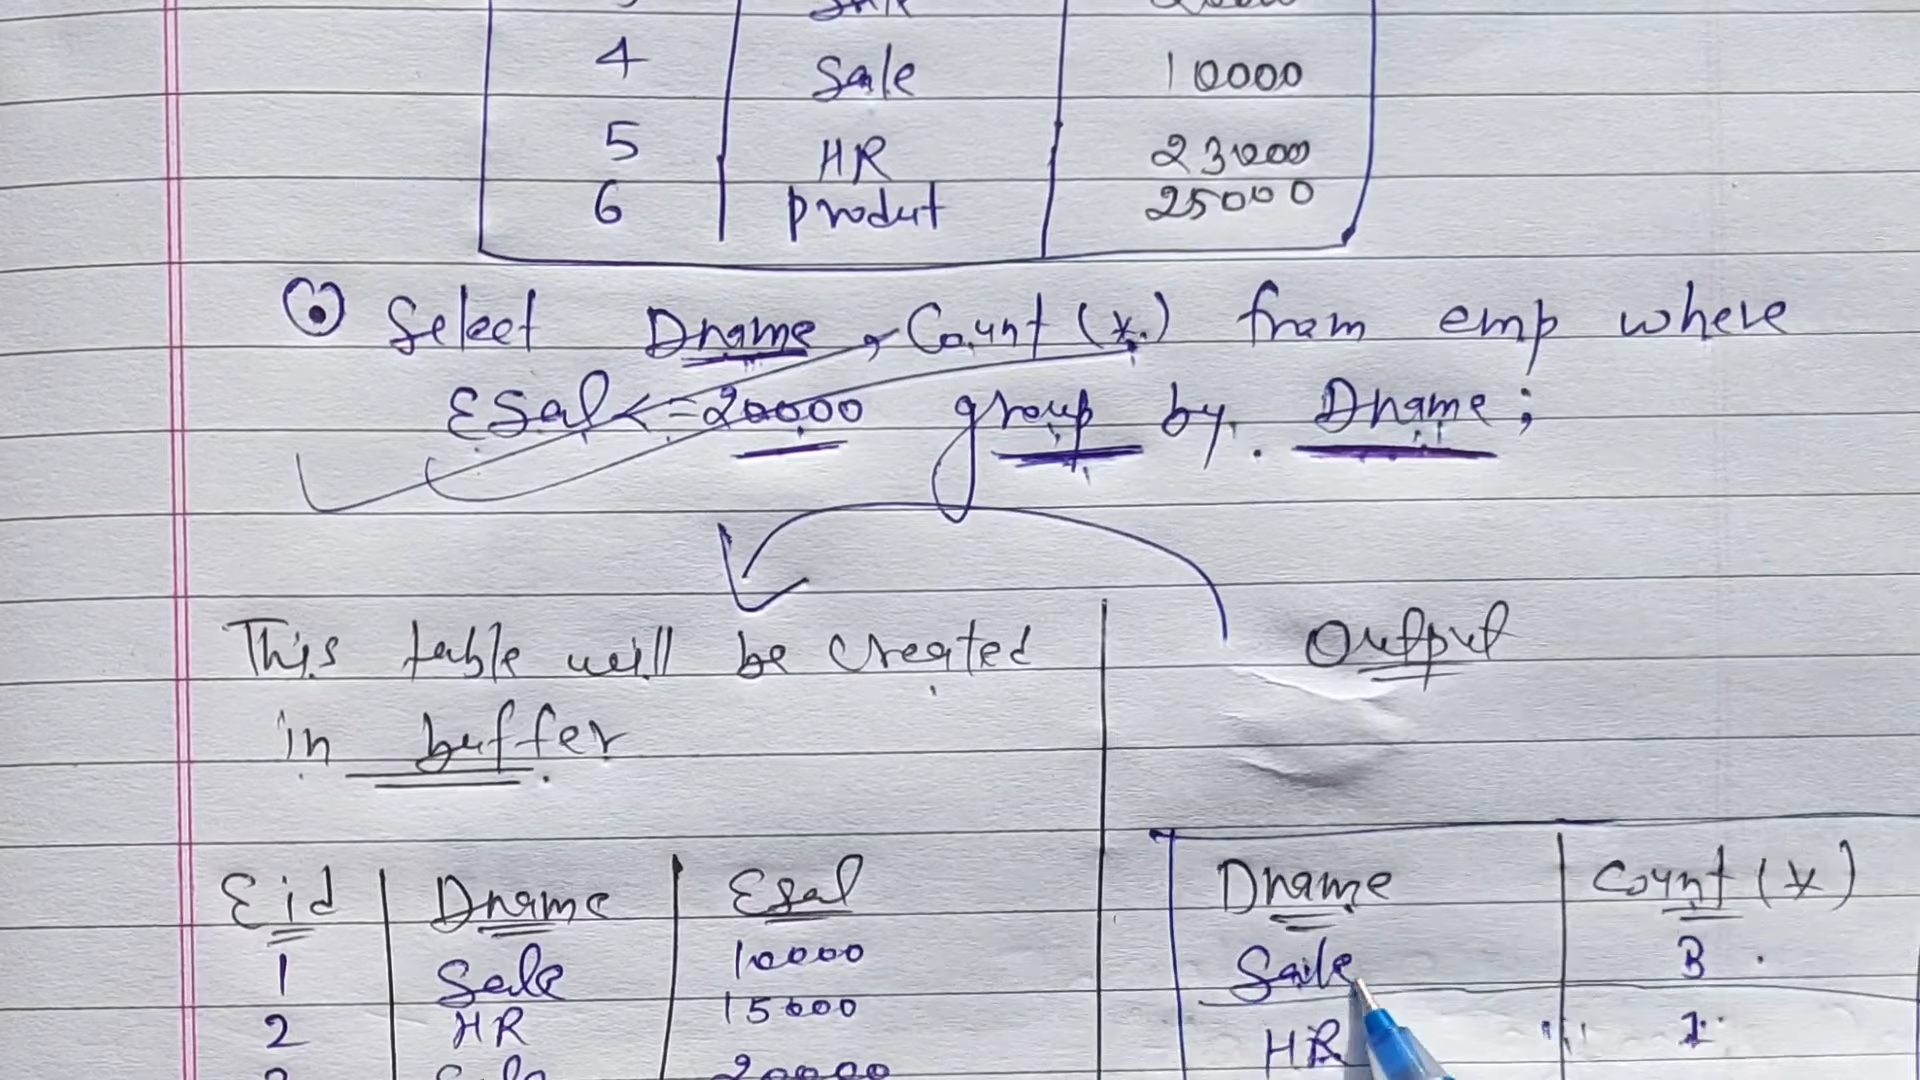 4 Sale 10000
5 HR 23000
6 produt 25000
Select Dname, Count (*) from emp where
ESal <= 20000 group by Dname;
This table will be created
in buffer
Output
Eid Dname Esal
1 Sale 10000
2 HR 15000
20000
Dname Count (*)
Sale 3
HR 1